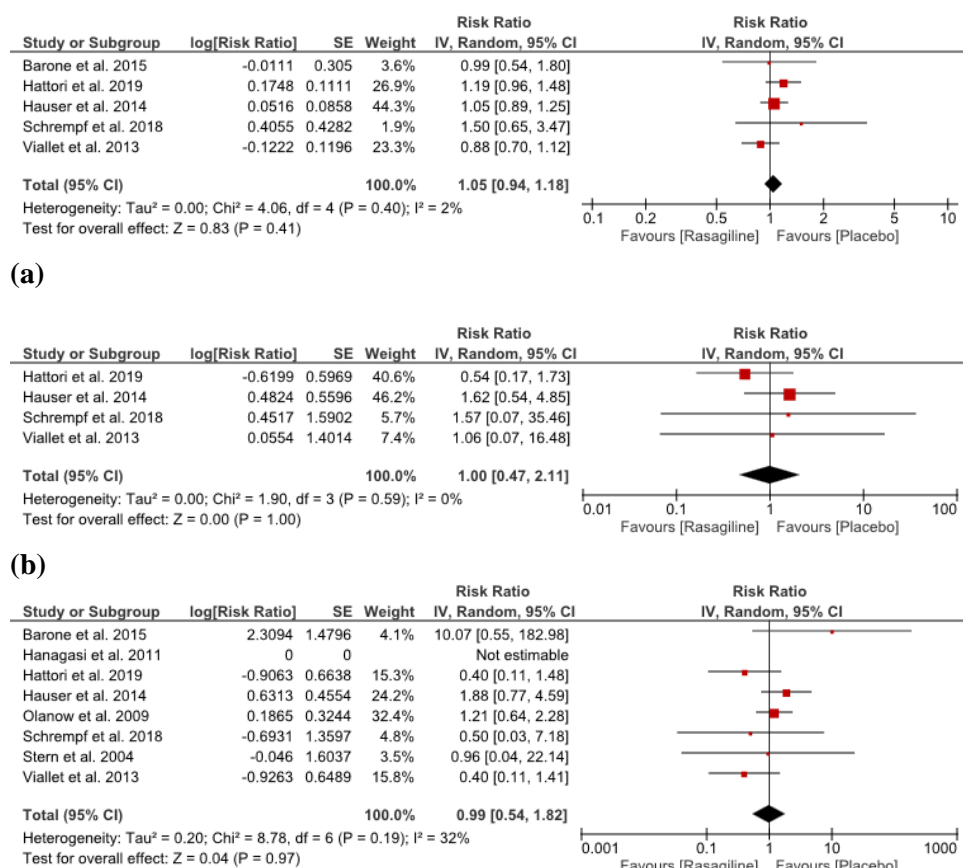 Risk Ratio Risk Ratio
Study or Subgroup log[Risk Ratio] SE Weight IV, Random, 95% CI IV, Random, 95% CI
Barone et al. 2015 -0.0111 0.305 3.6% 0.99 [0.54, 1.80]
Hattori et al. 2019 0.1748 0.1111 26.9% 1.19 [0.96, 1.48]
Hauser et al. 2014 0.0516 0.0858 44.3% 1.05 [0.89, 1.25]
Schrempf et al. 2018 0.4055 0.4282 1.9% 1.50 [0.65, 3.47]
Viallet et al. 2013 -0.1222 0.1196 23.3% 0.88 [0.70, 1.12]
Total (95% CI) 100.0% 1.05 [0.94, 1.18]
Heterogeneity: Tau² = 0.00; Chi² = 4.06, df = 4 (P = 0.40); I² = 2%
Test for overall effect: Z = 0.83 (P = 0.41)
0.1 0.2 0.5 1 2 5 10
Favours [Rasagiline] Favours [Placebo]
(a)
Risk Ratio Risk Ratio
Study or Subgroup log[Risk Ratio] SE Weight IV, Random, 95% CI IV, Random, 95% CI
Hattori et al. 2019 -0.6199 0.5969 40.6% 0.54 [0.17, 1.73]
Hauser et al. 2014 0.4824 0.5596 46.2% 1.62 [0.54, 4.85]
Schrempf et al. 2018 0.4517 1.5902 5.7% 1.57 [0.07, 35.46]
Viallet et al. 2013 0.0554 1.4014 7.4% 1.06 [0.07, 16.48]
Total (95% CI) 100.0% 1.00 [0.47, 2.11]
Heterogeneity: Tau² = 0.00; Chi² = 1.90, df = 3 (P = 0.59); I² = 0%
Test for overall effect: Z = 0.00 (P = 1.00)
0.01 0.1 1 10 100
Favours [Rasagiline] Favours [Placebo]
(b)
Risk Ratio Risk Ratio
Study or Subgroup log[Risk Ratio] SE Weight IV, Random, 95% CI IV, Random, 95% CI
Barone et al. 2015 2.3094 1.4796 4.1% 10.07 [0.55, 182.98]
Hanagasi et al. 2011 0 0 Not estimable
Hattori et al. 2019 -0.9063 0.6638 15.3% 0.40 [0.11, 1.48]
Hauser et al. 2014 0.6313 0.4554 24.2% 1.88 [0.77, 4.59]
Olanow et al. 2009 0.1865 0.3244 32.4% 1.21 [0.64, 2.28]
Schrempf et al. 2018 -0.6931 1.3597 4.8% 0.50 [0.03, 7.18]
Stern et al. 2004 -0.046 1.6037 3.5% 0.96 [0.04, 22.14]
Viallet et al. 2013 -0.9263 0.6489 15.8% 0.40 [0.11, 1.41]
Total (95% CI) 100.0% 0.99 [0.54, 1.82]
Heterogeneity: Tau² = 0.20; Chi² = 8.78, df = 6 (P = 0.19); I² = 32%
Test for overall effect: Z = 0.04 (P = 0.97)
0.001 0.1 1 10 1000
Favours [Rasagiline] Favours [Placebo]